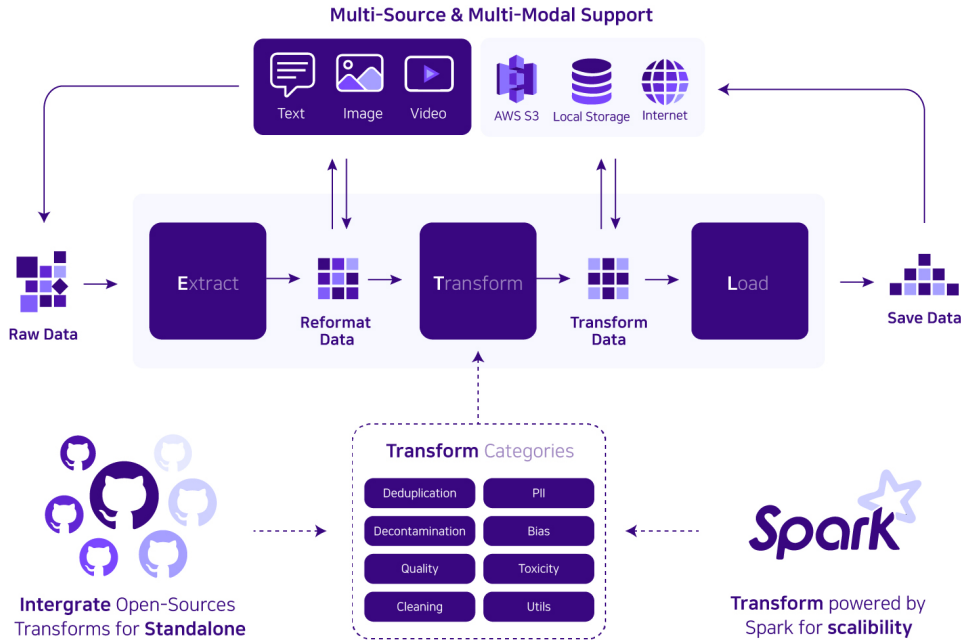 Multi-Source & Multi-Modal Support
Text
Image
Video
AWS S3
Local Storage
Internet
Raw Data
Extract
Reformat
Data
Transform
Transform
Data
Load
Save Data
Transform Categories
Deduplication
PII
Decontamination
Bias
Quality
Toxicity
Cleaning
Utils
Intergrate Open-Sources
Transforms for Standalone
Spark
Transform powered by
Spark for scalibility